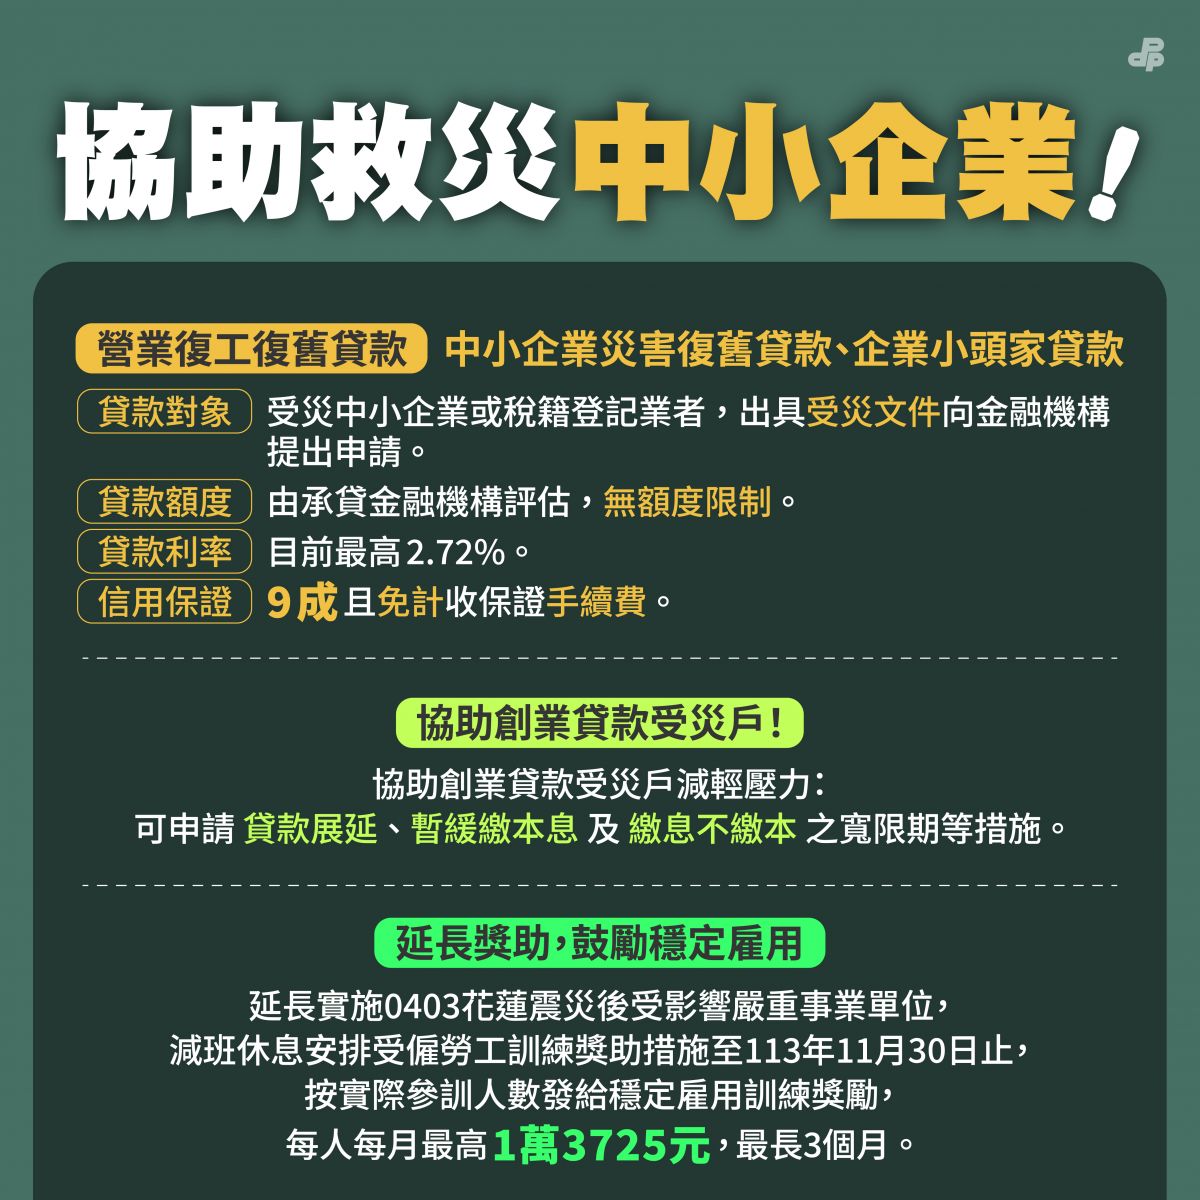 dPP
協助救災中小企業!
營業復工復舊貸款 中小企業災害復舊貸款、企業小頭家貸款
貸款對象 受災中小企業或稅籍登記業者，出具受災文件向金融機構
提出申請。
貸款額度 由承貸金融機構評估，無額度限制。
貸款利率 目前最高2.72%。
信用保證 9成且免計收保證手續費。
協助創業貸款受災戶！
協助創業貸款受災戶減輕壓力：
可申請 貸款展延、暫緩繳本息 及 繳息不繳本 之寬限期等措施。
延長獎助，鼓勵穩定雇用
延長實施0403花蓮震災後受影響嚴重事業單位，
減班休息安排受僱勞工訓練獎助措施至113年11月30日止，
按實際參訓人數發給穩定雇用訓練獎勵，
每人每月最高1萬3725元，最長3個月。